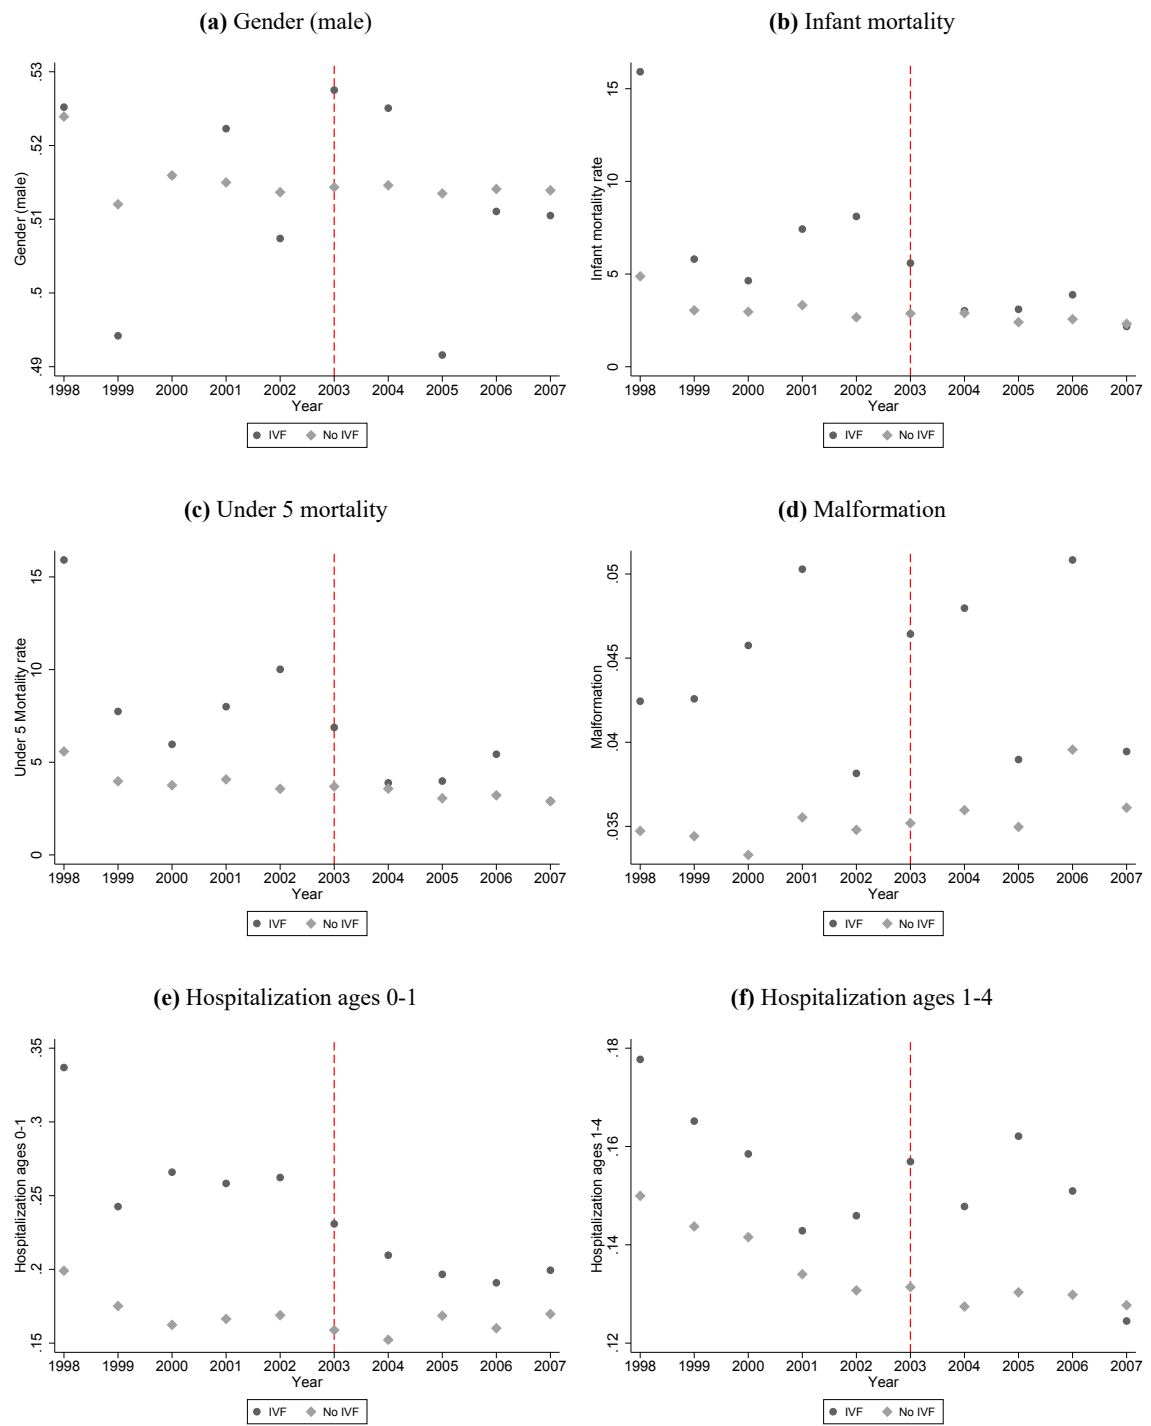 (a) Gender (male)
Gender (male)
.53
.52
.51
.5
.49
1998 1999 2000 2001 2002 2003 2004 2005 2006 2007
Year
IVF No IVF
(b) Infant mortality
Infant mortality rate
15
10
5
0
1998 1999 2000 2001 2002 2003 2004 2005 2006 2007
Year
IVF No IVF
(c) Under 5 mortality
Under 5 Mortality rate
15
10
5
0
1998 1999 2000 2001 2002 2003 2004 2005 2006 2007
Year
IVF No IVF
(d) Malformation
Malformation
.05
.045
.04
.035
1998 1999 2000 2001 2002 2003 2004 2005 2006 2007
Year
IVF No IVF
(e) Hospitalization ages 0-1
Hospitalization ages 0-1
.35
.3
.25
.2
.15
1998 1999 2000 2001 2002 2003 2004 2005 2006 2007
Year
IVF No IVF
(f) Hospitalization ages 1-4
Hospitalization ages 1-4
.18
.16
.14
.12
1998 1999 2000 2001 2002 2003 2004 2005 2006 2007
Year
IVF No IVF